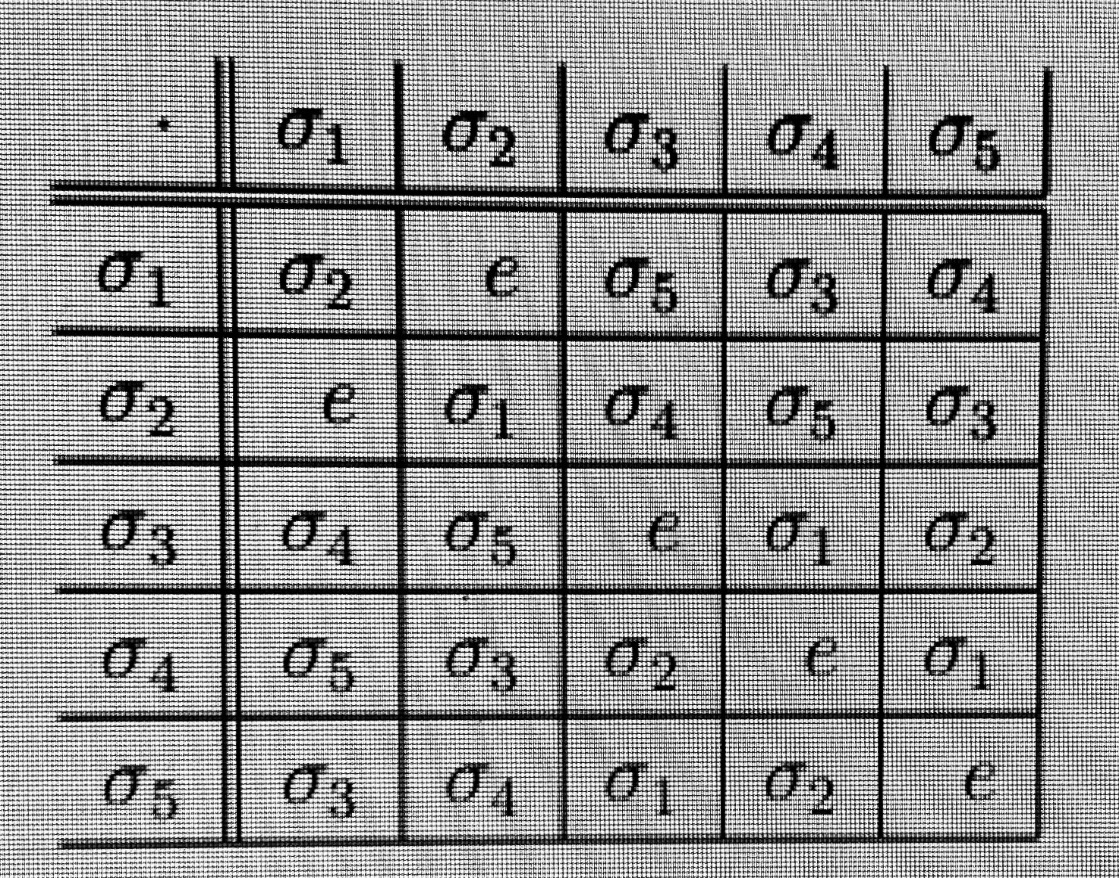 · σ₁ σ₂ σ₃ σ₄ σ₅
σ₁ σ₂ e σ₅ σ₃ σ₄
σ₂ e σ₁ σ₄ σ₅ σ₃
σ₃ σ₄ σ₅ e σ₁ σ₂
σ₄ σ₅ σ₃ σ₂ e σ₁
σ₅ σ₃ σ₄ σ₁ σ₂ e